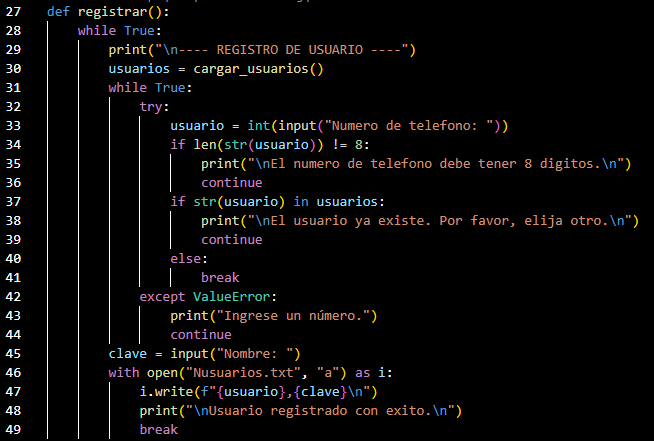 27 def registrar():
28     while True:
29         print("\n---- REGISTRO DE USUARIO ----")
30         usuarios = cargar_usuarios()
31         while True:
32             try:
33                 usuario = int(input("Numero de telefono: "))
34                 if len(str(usuario)) != 8:
35                     print("\nEl numero de telefono debe tener 8 digitos.\n")
36                     continue
37                 if str(usuario) in usuarios:
38                     print("\nEl usuario ya existe. Por favor, elija otro.\n")
39                     continue
40                 else:
41                     break
42             except ValueError:
43                 print("Ingrese un número.")
44                 continue
45         clave = input("Nombre: ")
46         with open("Nusuarios.txt", "a") as i:
47             i.write(f"{usuario},{clave}\n")
48             print("\nUsuario registrado con exito.\n")
49             break